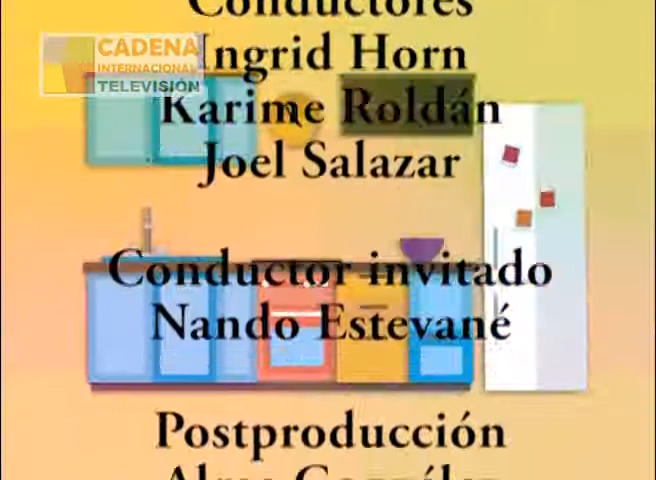 Conductores
CADENA
INTERNACIONAL
TELEVISIÓN
Ingrid Horn
Karime Roldán
Joel Salazar
Conductor invitado
Nando Estevané
Postproducción